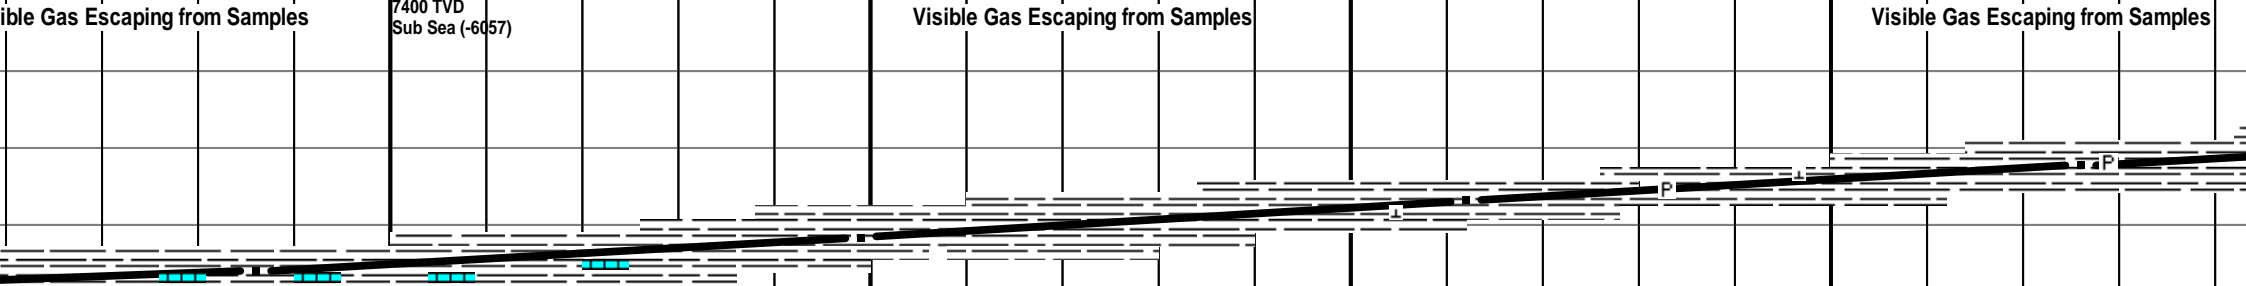 ible Gas Escaping from Samples
7400 TVD
Sub Sea (-6057)
Visible Gas Escaping from Samples
Visible Gas Escaping from Samples
P
P